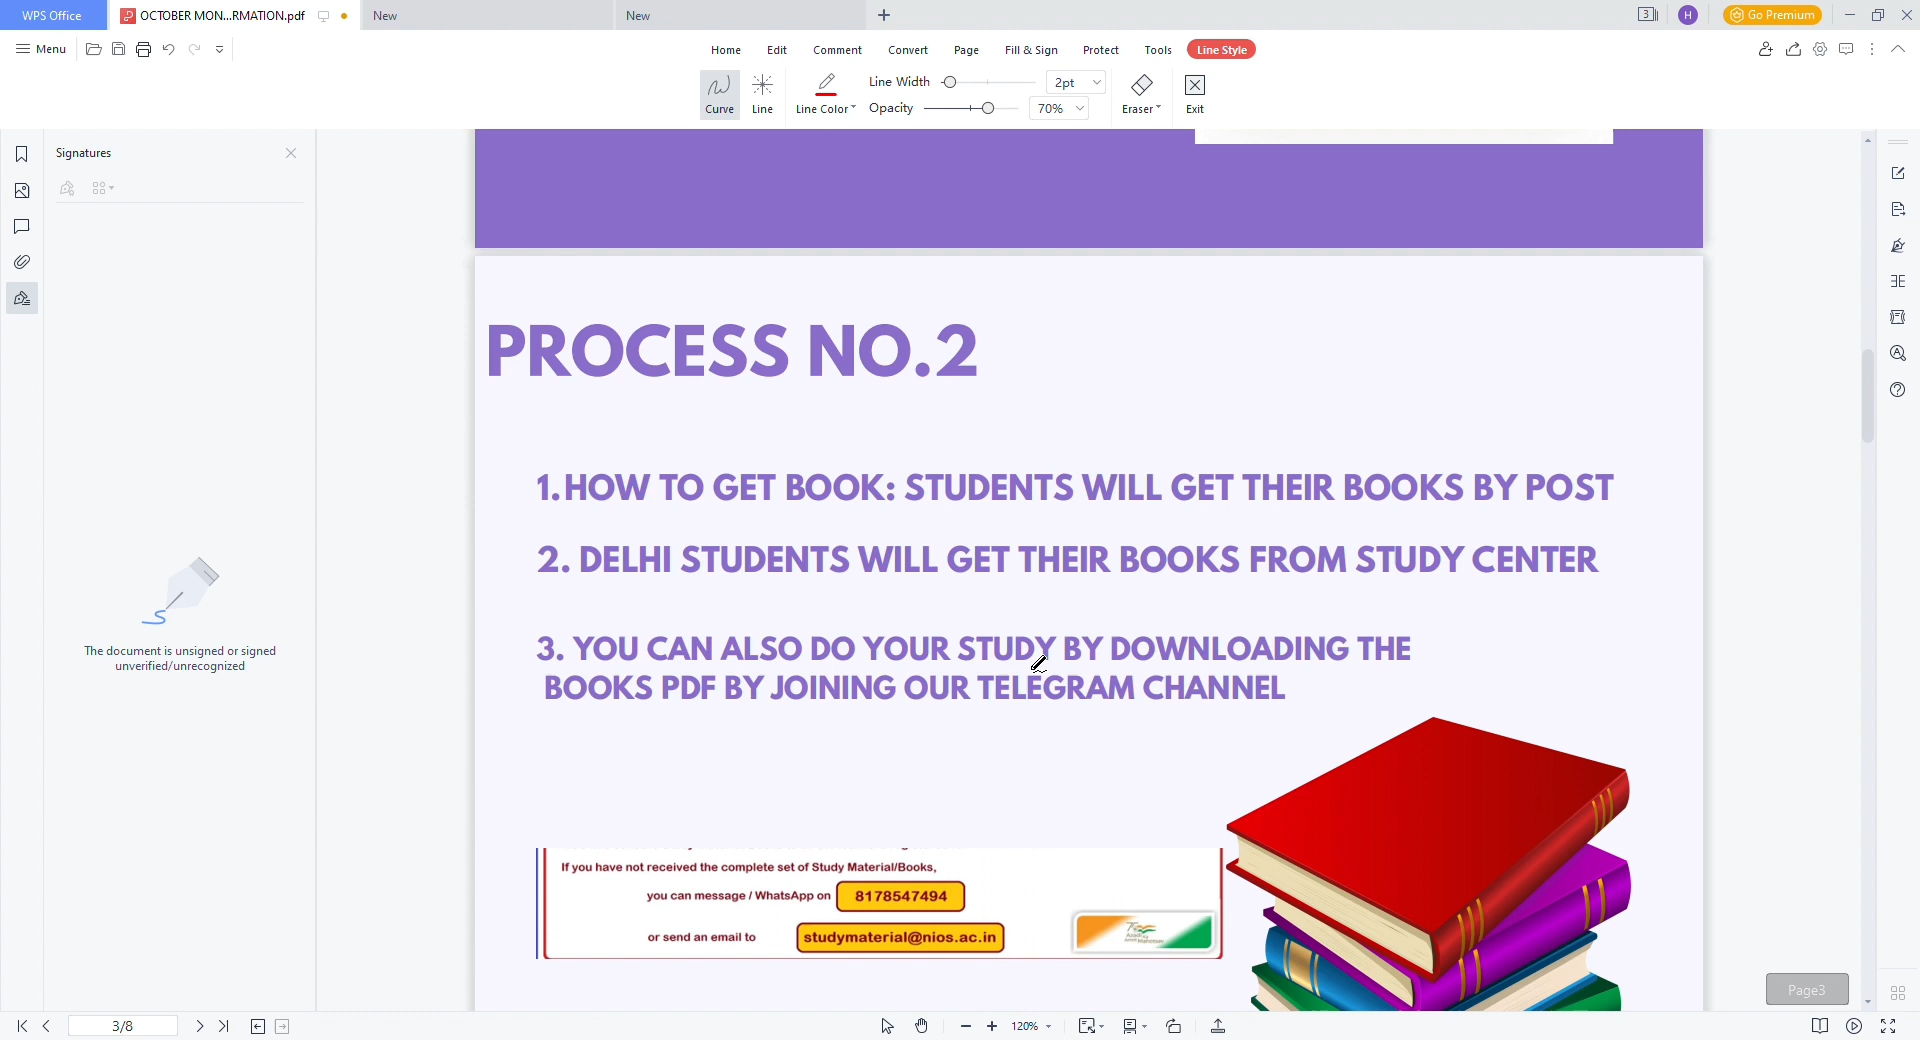 WPS Office
OCTOBER MON...RMATION.pdf
New
New
3
H
Go Premium
Menu
Home
Edit
Comment
Convert
Page
Fill & Sign
Protect
Tools
Line Style
Curve
Line
Line Color
Line Width
2pt
Opacity
70%
Eraser
Exit
Signatures
The document is unsigned or signed
unverified/unrecognized
PROCESS NO.2
1.HOW TO GET BOOK: STUDENTS WILL GET THEIR BOOKS BY POST
2. DELHI STUDENTS WILL GET THEIR BOOKS FROM STUDY CENTER
3. YOU CAN ALSO DO YOUR STUDY BY DOWNLOADING THE
BOOKS PDF BY JOINING OUR TELEGRAM CHANNEL
If you have not received the complete set of Study Material/Books,
you can message / WhatsApp on 8178547494
or send an email to studymaterial@nios.ac.in
Page3
3/8
120%